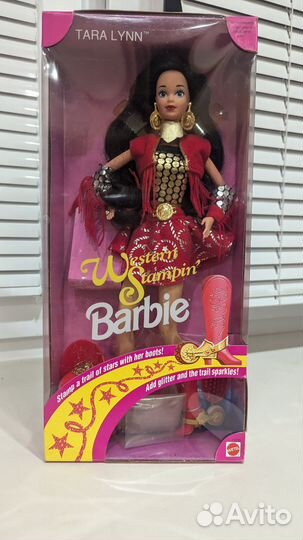 TARA LYNN™
Western
Stampin'
Barbie
Stamp a trail of stars with her boots!
Add glitter and the trail sparkles!
MATTEL
Avito